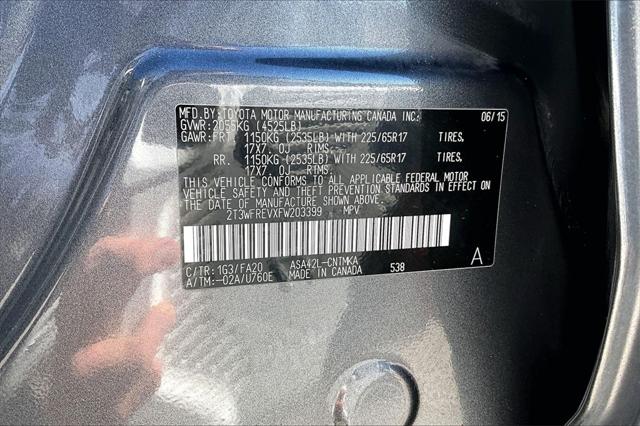 MFD.BY:TOYOTA MOTOR MANUFACTURING CANADA INC. 06/15
GVWR: 2055KG (4525LB)
GAWR:FRT. 1150KG (2535LB) WITH 225/65R17 TIRES.
17X7. 0J RIMS.
RR. 1150KG (2535LB) WITH 225/65R17 TIRES.
17X7. 0J RIMS.
THIS VEHICLE CONFORMS TO ALL APPLICABLE FEDERAL MOTOR
VEHICLE SAFETY AND THEFT PREVENTION STANDARDS IN EFFECT ON
THE DATE OF MANUFACTURE SHOWN ABOVE.
2T3WFREVXFW203399 MPV
C/TR: 1G3/FA20 ASA42L-CNTMKA A
A/TM:-02A/U760E MADE IN CANADA 538